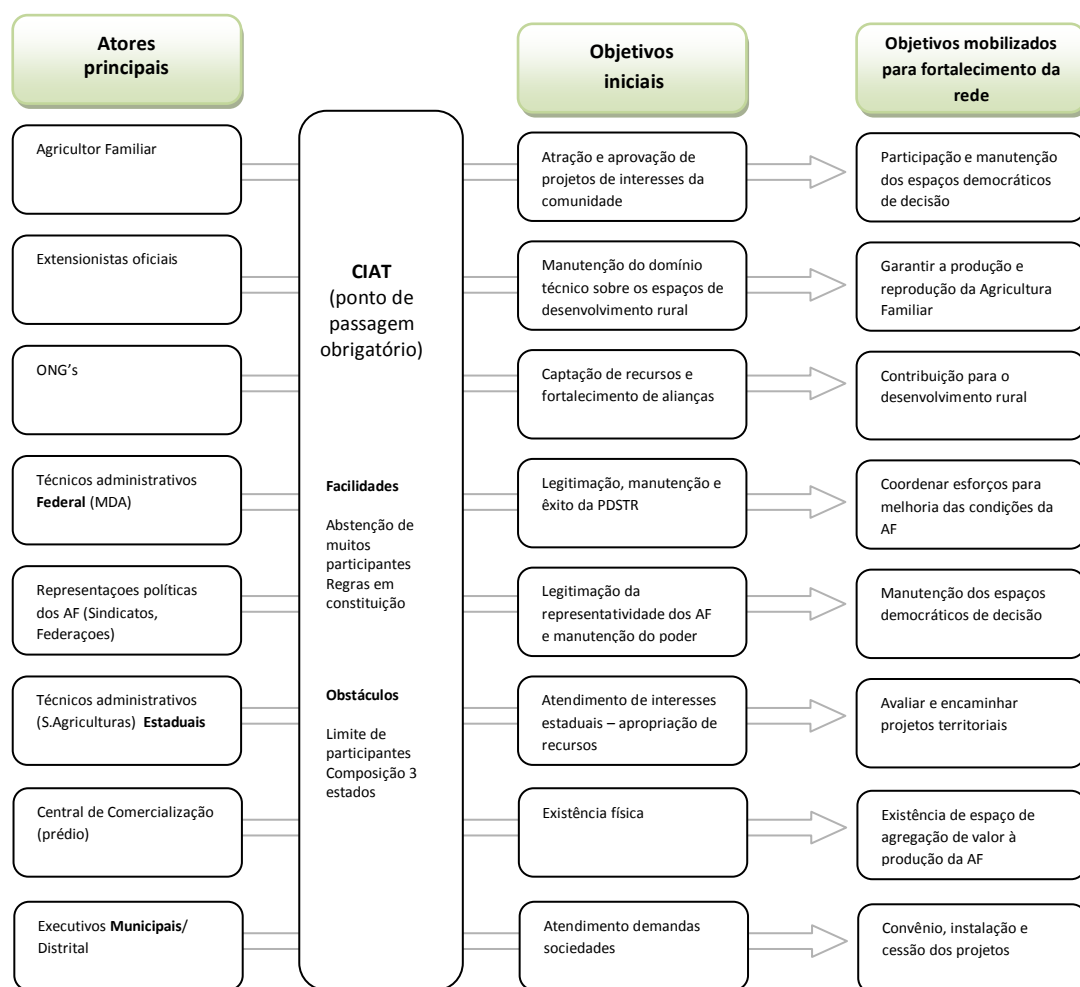 Atores
principais
Objetivos
iniciais
Objetivos mobilizados
para fortalecimento da
rede
Agricultor Familiar
Extensionistas oficiais
ONG's
Técnicos administrativos
Federal (MDA)
Representaçoes políticas
dos AF (Sindicatos,
Federaçoes)
Técnicos administrativos
(S.Agriculturas) Estaduais
Central de Comercialização
(prédio)
Executivos Municipais/
Distrital
CIAT
(ponto de
passagem
obrigatório)
Facilidades
Abstenção de
muitos
participantes
Regras em
constituição
Obstáculos
Limite de
participantes
Composição 3
estados
Atração e aprovação de
projetos de interesses da
comunidade
Manutenção do domínio
técnico sobre os espaços de
desenvolvimento rural
Captação de recursos e
fortalecimento de alianças
Legitimação, manutenção e
êxito da PDSTR
Legitimação da
representatividade dos AF
e manutenção do poder
Atendimento de interesses
estaduais – apropriação de
recursos
Existência física
Atendimento demandas
sociedades
Participação e manutenção
dos espaços democráticos
de decisão
Garantir a produção e
reprodução da Agricultura
Familiar
Contribuição para o
desenvolvimento rural
Coordenar esforços para
melhoria das condições da
AF
Manutenção dos espaços
democráticos de decisão
Avaliar e encaminhar
projetos territoriais
Existência de espaço de
agregação de valor à
produção da AF
Convênio, instalação e
cessão dos projetos